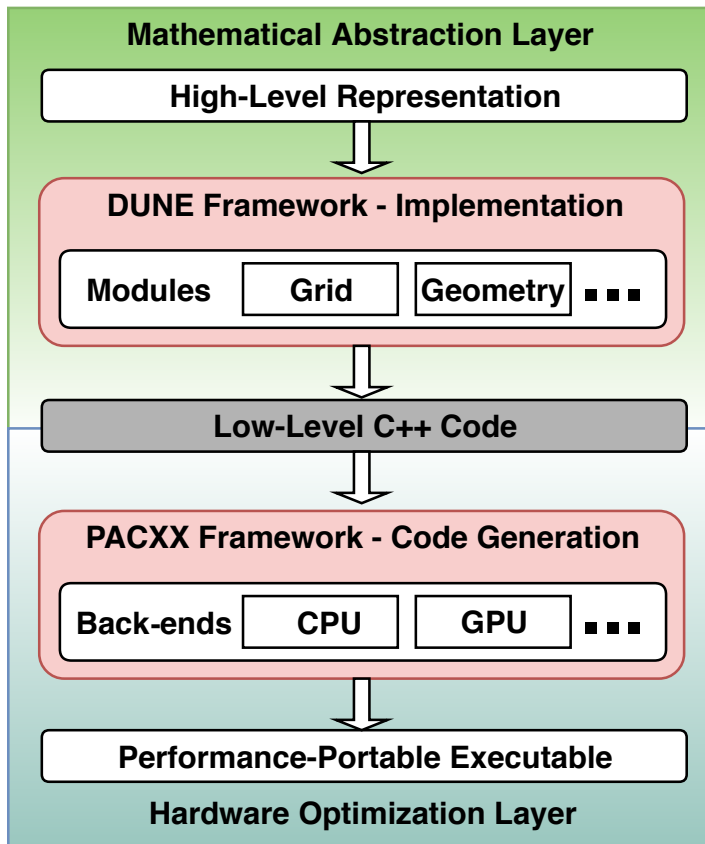 Mathematical Abstraction Layer
High-Level Representation
DUNE Framework - Implementation
Modules Grid Geometry
Low-Level C++ Code
PACXX Framework - Code Generation
Back-ends CPU GPU
Performance-Portable Executable
Hardware Optimization Layer